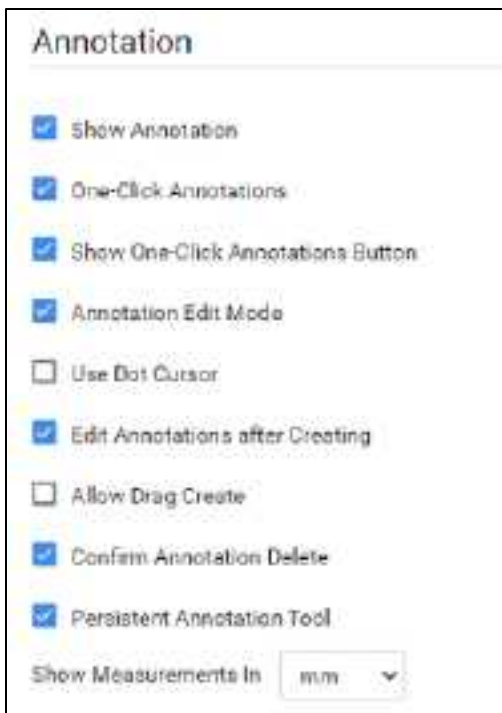 Annotation
Show Annotation
One-Click Annotations
Show One-Click Annotations Button
Annotation Edit Mode
Use Dot Cursor
Edit Annotations after Creating
Allow Drag Create
Confirm Annotation Delete
Persistent Annotation Tool
Show Measurements In mm